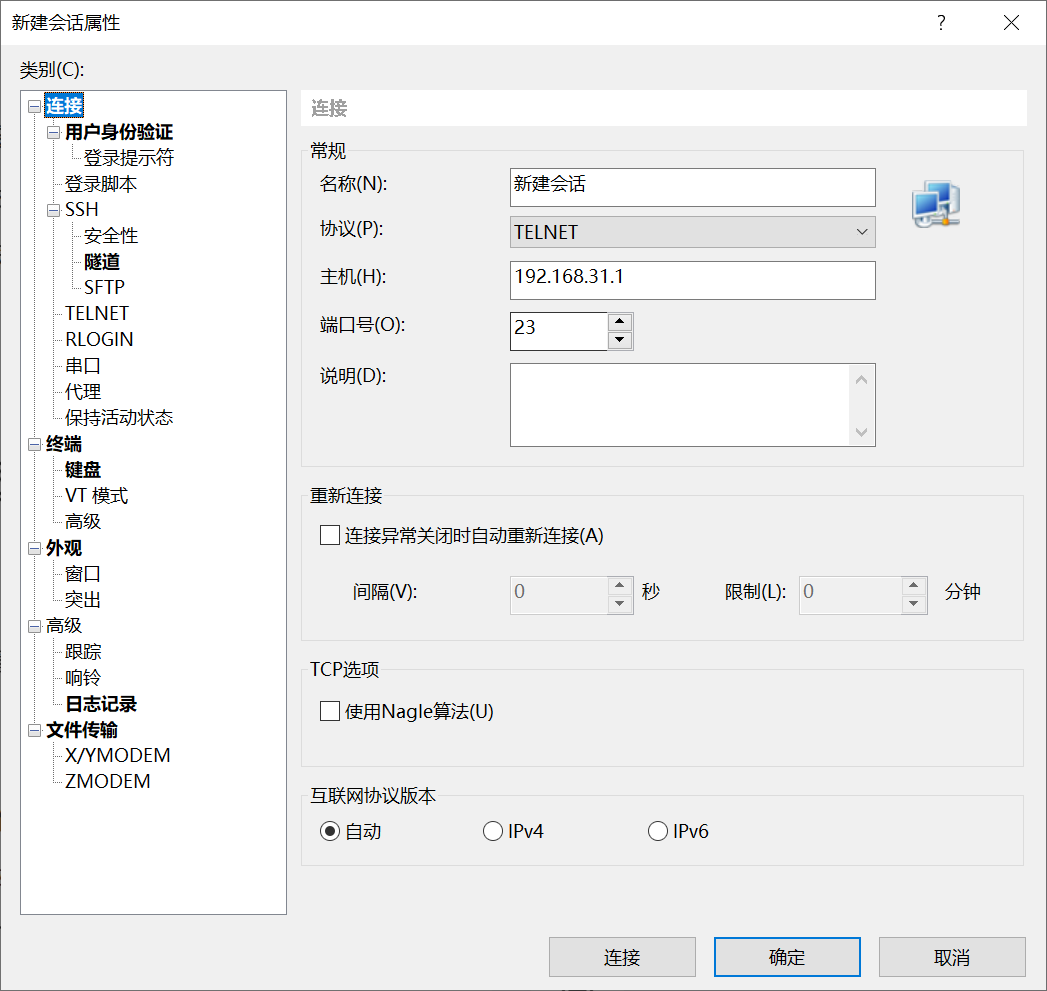 新建会话属性
?
类别(C):
连接
用户身份验证
登录提示符
登录脚本
SSH
安全性
隧道
SFTP
TELNET
RLOGIN
串口
代理
保持活动状态
终端
键盘
VT 模式
高级
外观
窗口
突出
高级
跟踪
响铃
日志记录
文件传输
X/YMODEM
ZMODEM
连接
常规
名称(N): 新建会话
协议(P): TELNET
主机(H): 192.168.31.1
端口号(O): 23
说明(D):
重新连接
连接异常关闭时自动重新连接(A)
间隔(V): 0 秒 限制(L): 0 分钟
TCP选项
使用Nagle算法(U)
互联网协议版本
自动 IPv4 IPv6
连接 确定 取消